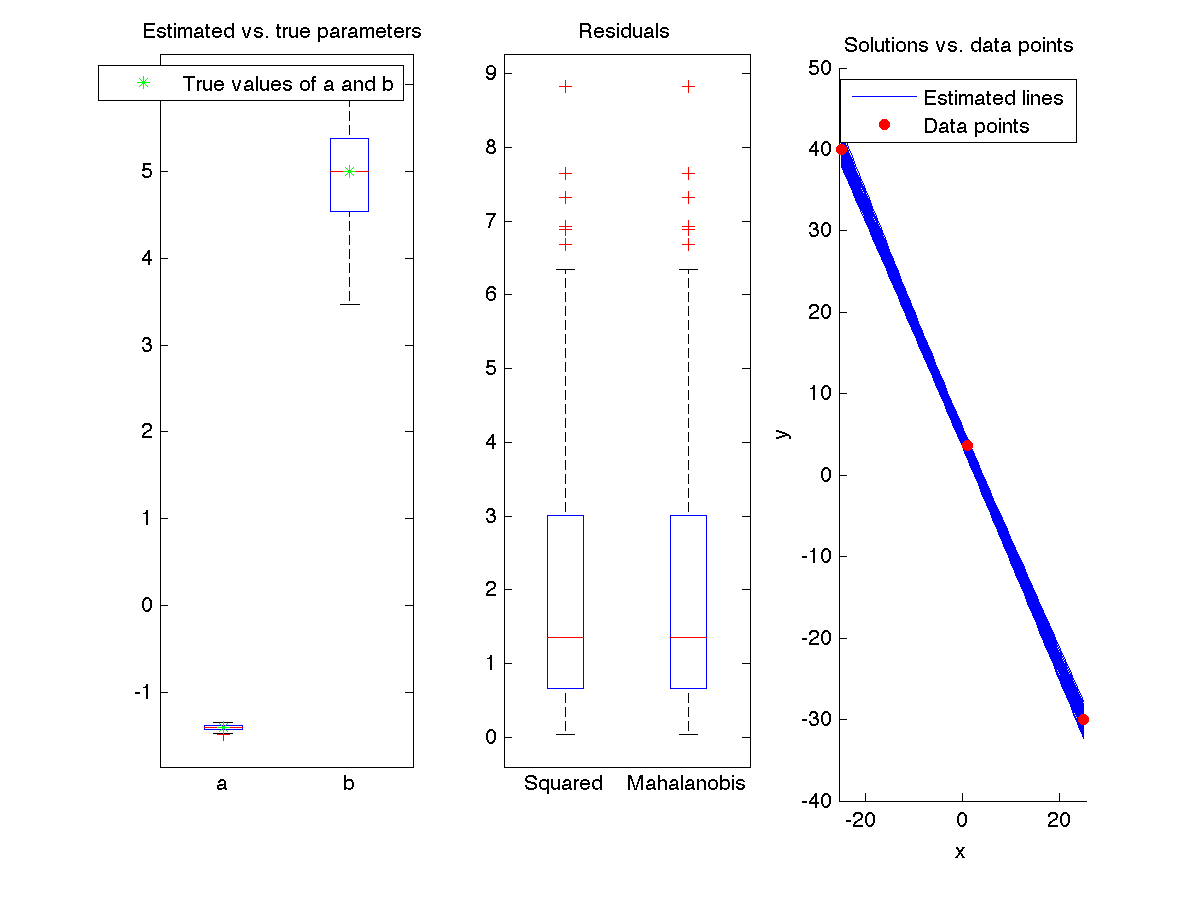 Estimated vs. true parameters
True values of a and b
5
4
3
2
1
0
-1
a b
Residuals
9
8
7
6
5
4
3
2
1
0
Squared Mahalanobis
Solutions vs. data points
Estimated lines
Data points
50
40
30
20
10
0
-10
-20
-30
-40
y
-20 0 20
x